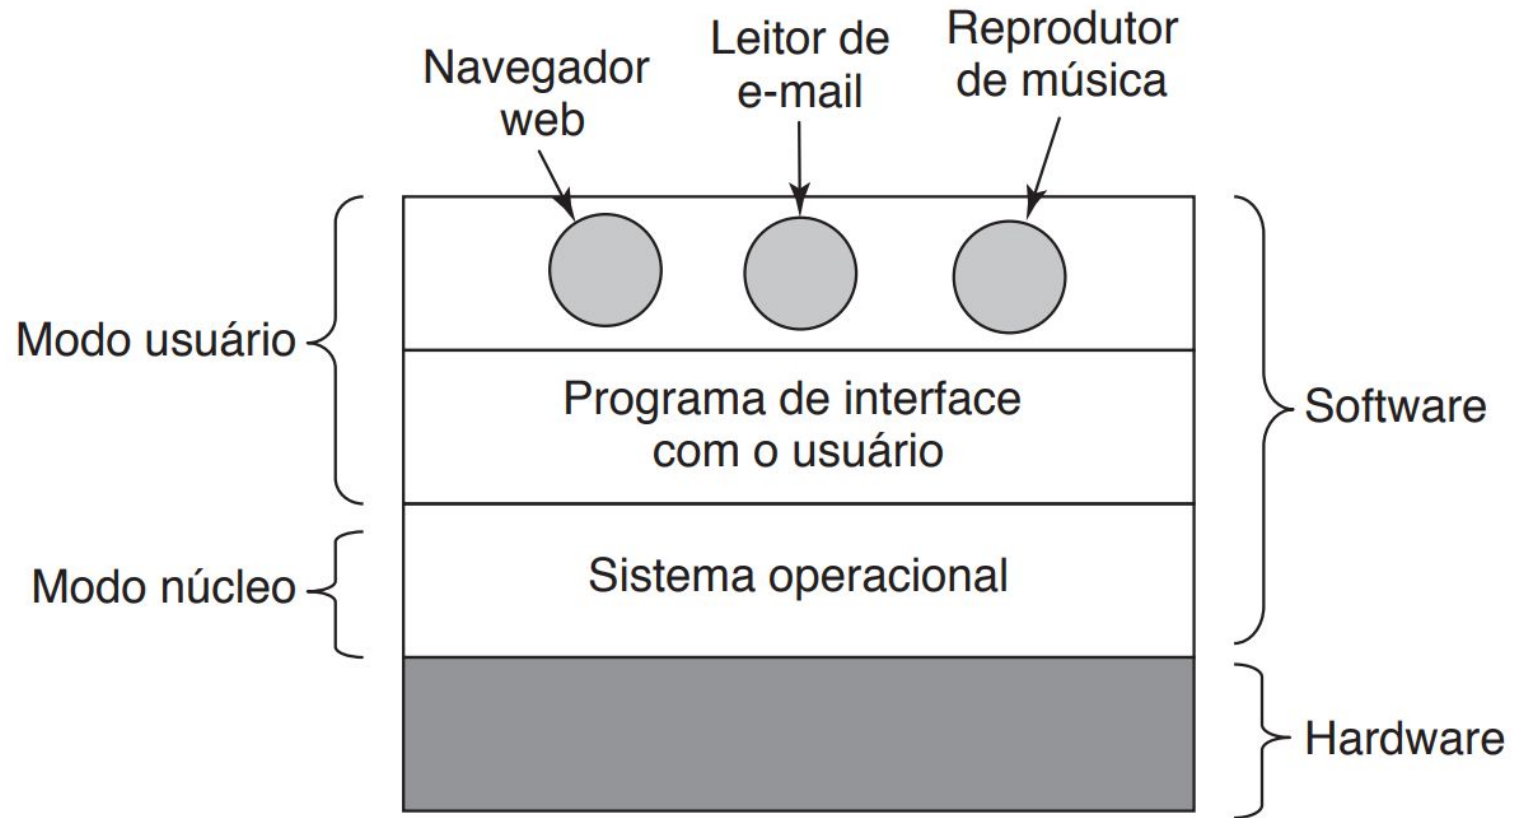 Navegador
web
Leitor de
e-mail
Reprodutor
de música
Modo usuário
Programa de interface
com o usuário
Software
Modo núcleo
Sistema operacional
Hardware